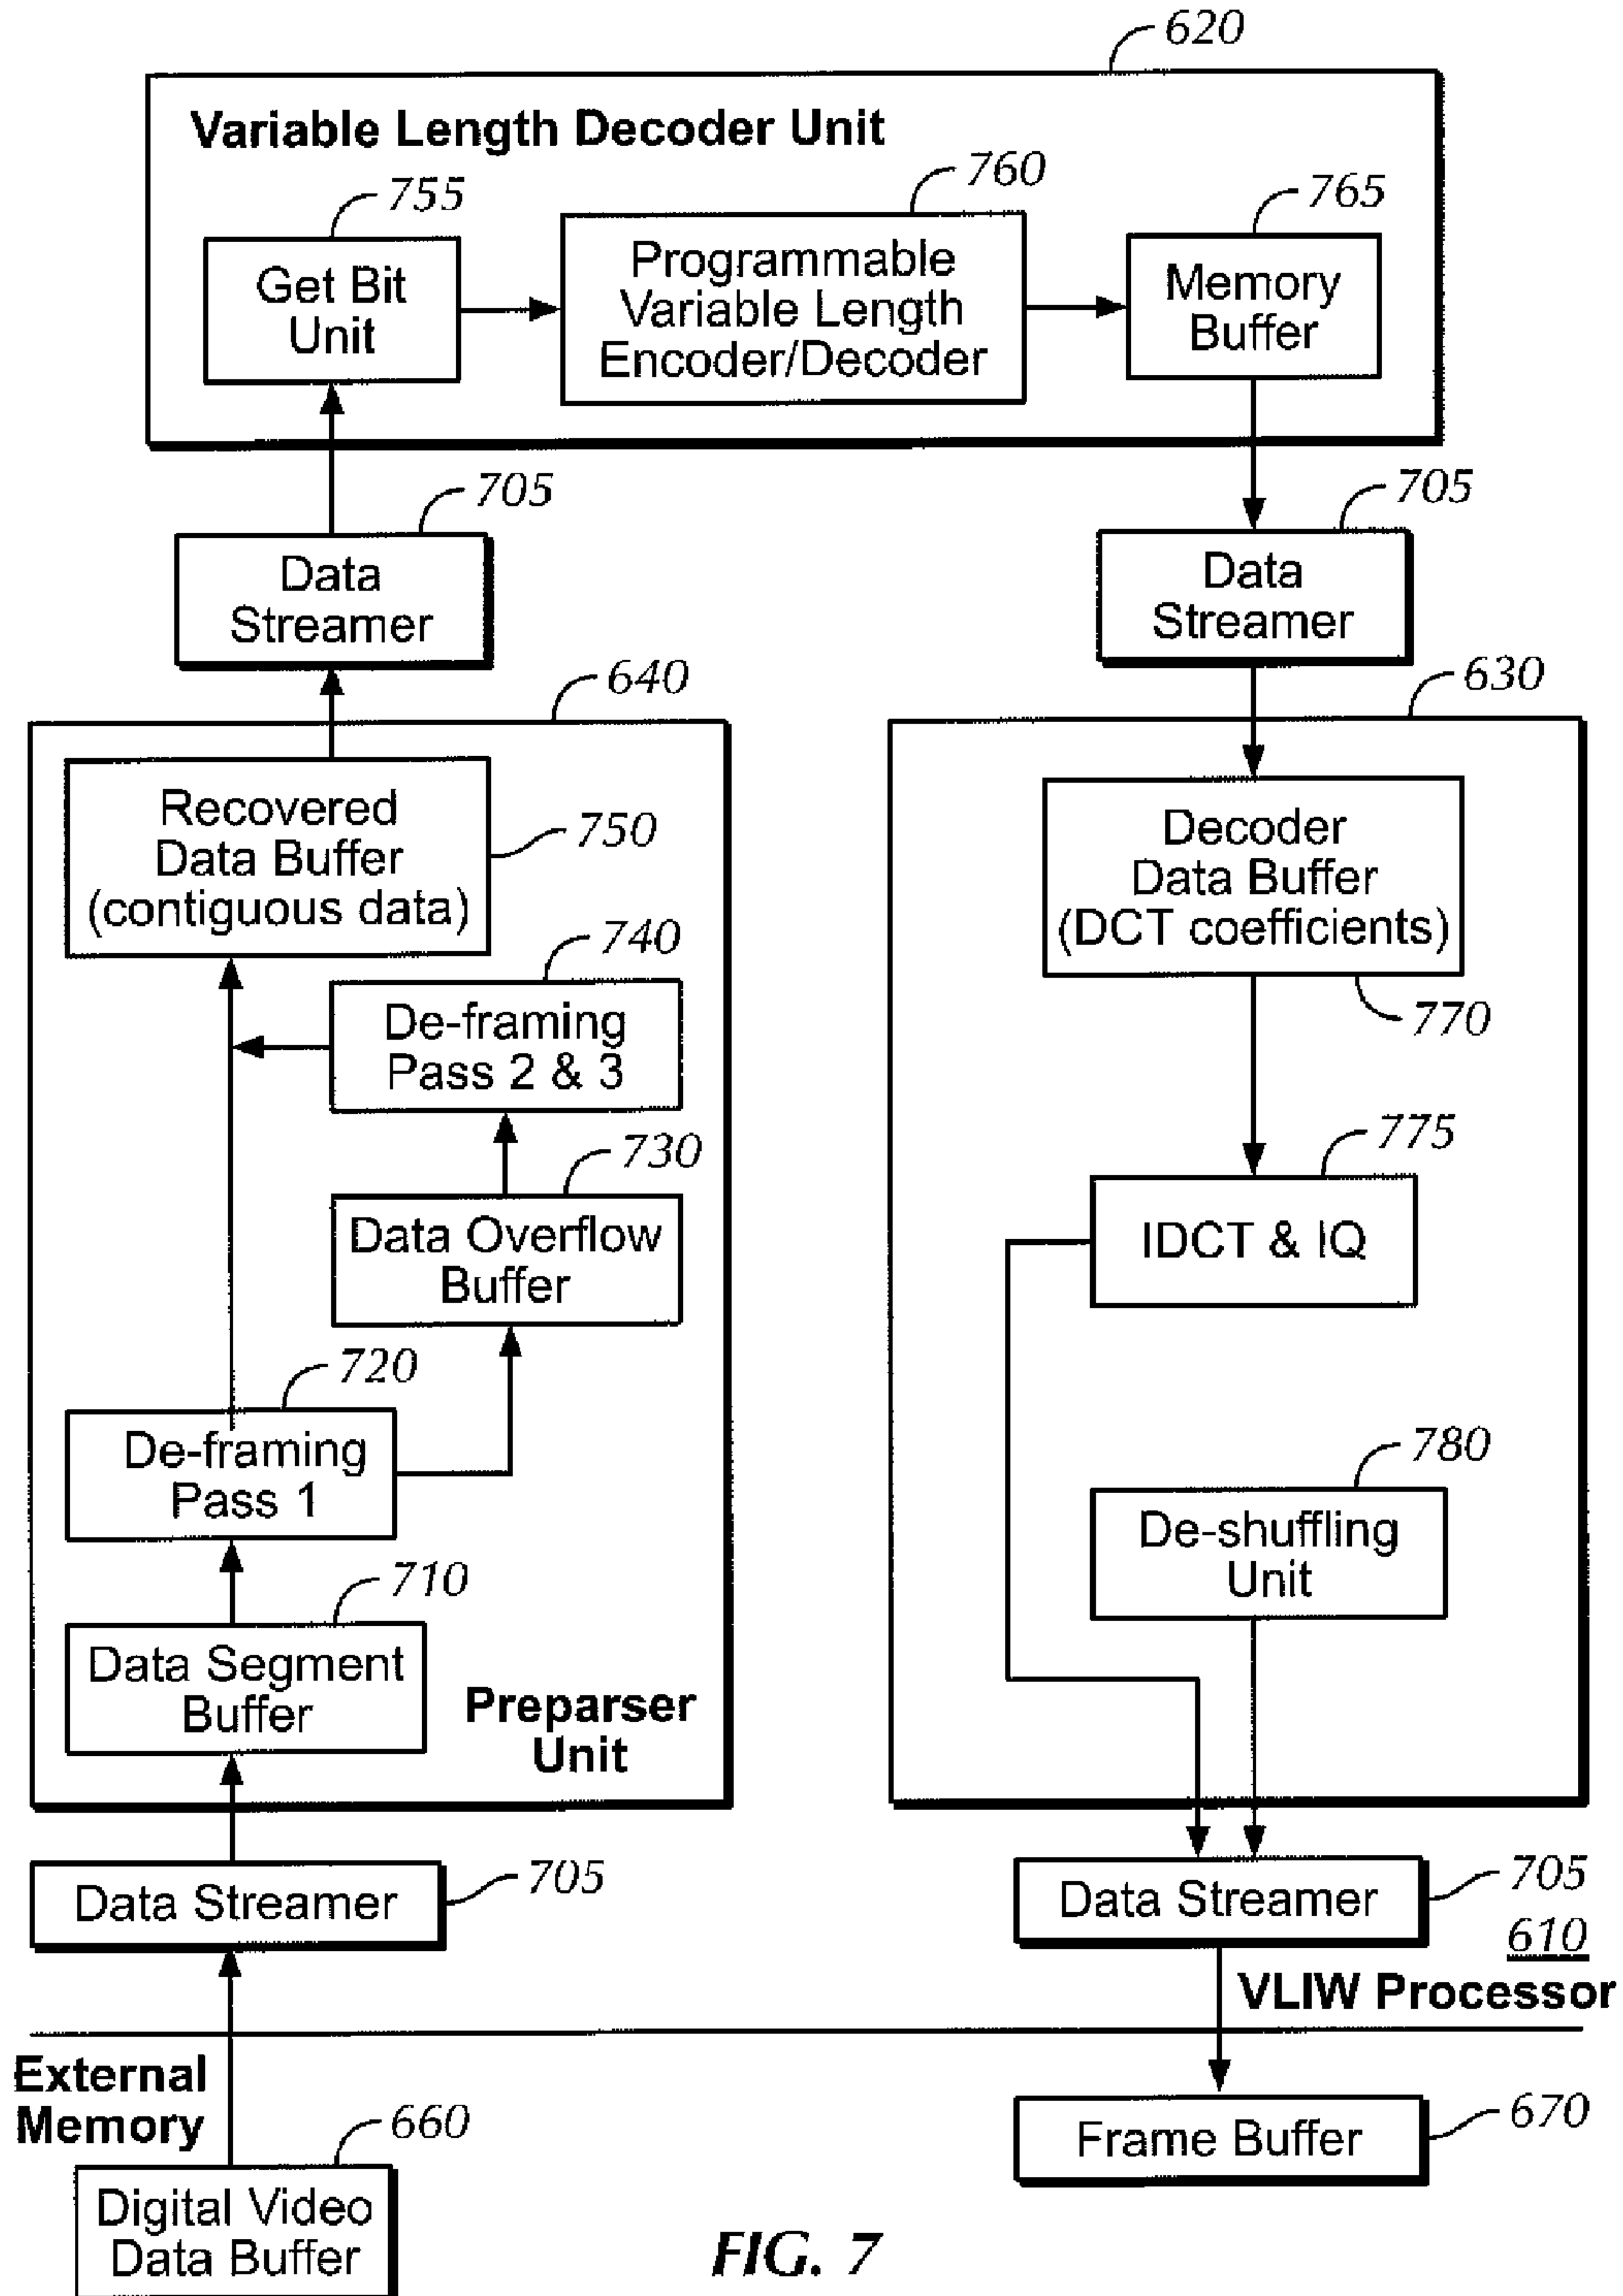 620
Variable Length Decoder Unit
755
760
765
Get Bit
Unit
Programmable
Variable Length
Encoder/Decoder
Memory
Buffer
705
705
Data
Streamer
Data
Streamer
640
630
Recovered
Data Buffer
(contiguous data)
750
Decoder
Data Buffer
(DCT coefficients)
740
770
De-framing
Pass 2 & 3
730
775
Data Overflow
Buffer
IDCT & IQ
720
De-framing
Pass 1
780
De-shuffling
Unit
710
Data Segment
Buffer
Preparser
Unit
Data Streamer
705
Data Streamer
705
610
VLIW Processor
External
Memory
660
Digital Video
Data Buffer
Frame Buffer
670
FIG. 7